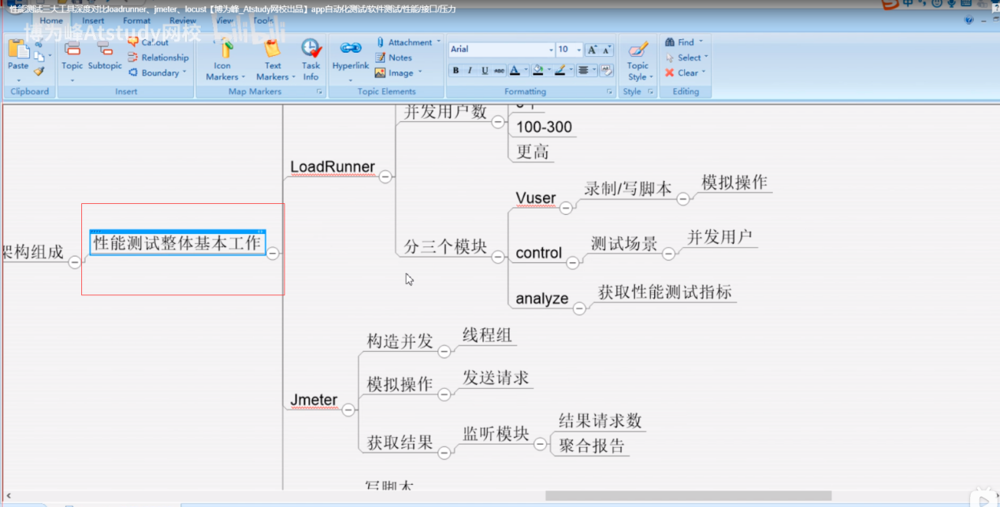 性能测试三大工具深度对比loadrunner、jmeter、locust【博为峰_Atstudy网校出品】app自动化测试/软件测试/性能/接口/压力
Home Insert Format Review View Tools
博为峰Atstudy网校
bilibili
Paste
Clipboard
Topic Subtopic
Callout
Relationship
Boundary
Insert
Icon Markers
Text Markers
Task Info
Map Markers
Hyperlink
Attachment
Notes
Image
Topic Elements
Arial 10
B I U ABC A
Formatting
Topic Style
Style
Find
Select
Clear
Editing
架构组成
性能测试整体基本工作
LoadRunner
并发用户数
100-300
更高
分三个模块
Vuser 录制/写脚本 模拟操作
control 测试场景 并发用户
analyze 获取性能测试指标
Jmeter
构造并发 线程组
模拟操作 发送请求
获取结果 监听模块
结果请求数
聚合报告
写脚本